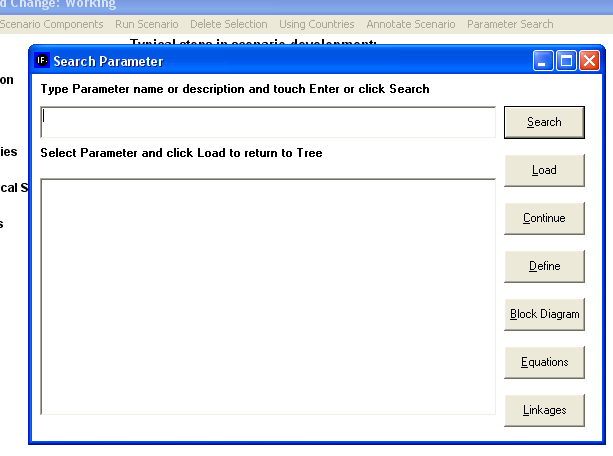 d Change: Working
Scenario Components Run Scenario Delete Selection Using Countries Annotate Scenario Parameter Search
Typical steps in scenario development:
on
ies
cal S
s
IFs Search Parameter
Type Parameter name or description and touch Enter or click Search
Search
Select Parameter and click Load to return to Tree
Load
Continue
Define
Block Diagram
Equations
Linkages